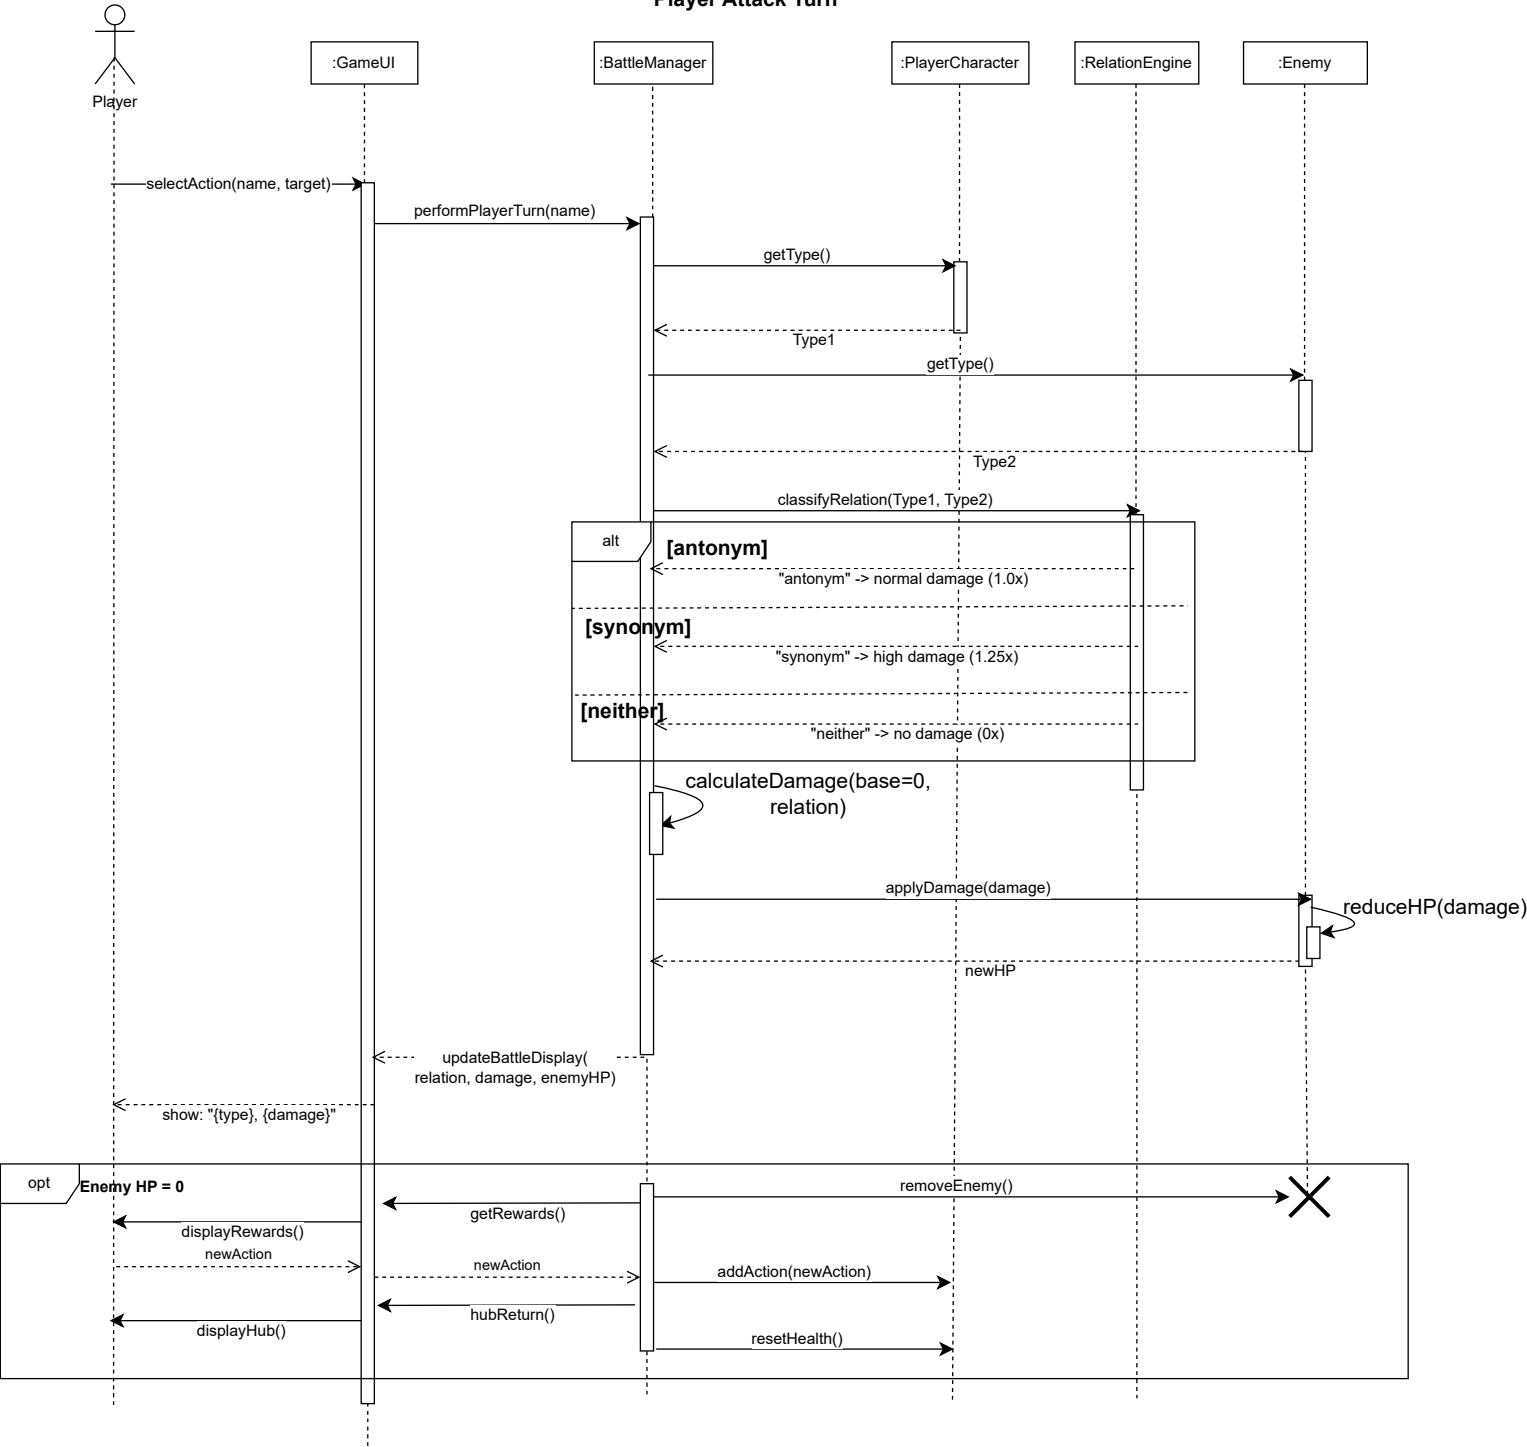 Player Attack Turn
Player
:GameUI
:BattleManager
:PlayerCharacter
:RelationEngine
:Enemy
selectAction(name, target)
performPlayerTurn(name)
getType()
Type1
getType()
Type2
classifyRelation(Type1, Type2)
alt
[antonym]
"antonym" -> normal damage (1.0x)
[synonym]
"synonym" -> high damage (1.25x)
[neither]
"neither" -> no damage (0x)
calculateDamage(base=0,
relation)
applyDamage(damage)
reduceHP(damage)
newHP
updateBattleDisplay(
relation, damage, enemyHP)
show: "{type}, {damage}"
opt
Enemy HP = 0
removeEnemy()
getRewards()
displayRewards()
newAction
newAction
addAction(newAction)
hubReturn()
displayHub()
resetHealth()